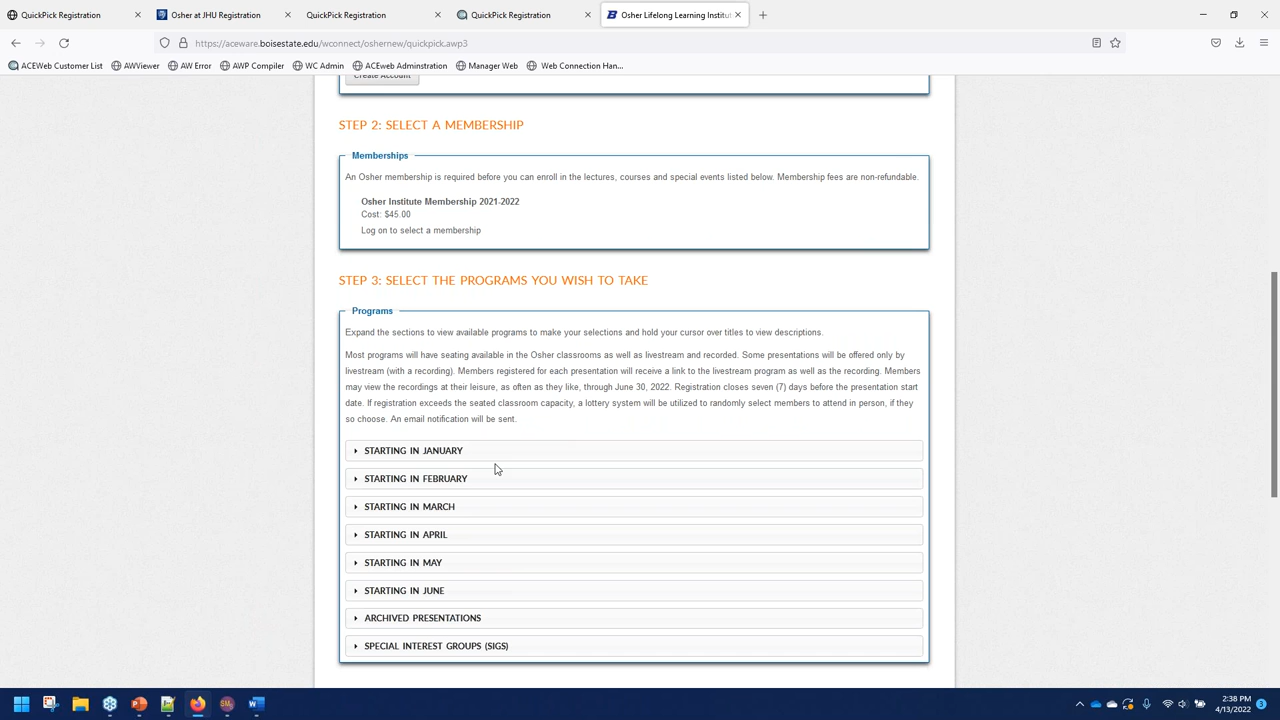 QuickPick Registration
Osher at JHU Registration
QuickPick Registration
QuickPick Registration
Osher Lifelong Learning Institut
https://aceware.boisestate.edu/wconnect/oshernew/quickpick.awp3
ACEWeb Customer List
AWViewer
AW Error
AWP Compiler
WC Admin
ACEweb Adminstration
Manager Web
Web Connection Han...
Create Account
STEP 2: SELECT A MEMBERSHIP
Memberships
An Osher membership is required before you can enroll in the lectures, courses and special events listed below. Membership fees are non-refundable.
Osher Institute Membership 2021-2022
Cost: $45.00
Log on to select a membership
STEP 3: SELECT THE PROGRAMS YOU WISH TO TAKE
Programs
Expand the sections to view available programs to make your selections and hold your cursor over titles to view descriptions.
Most programs will have seating available in the Osher classrooms as well as livestream and recorded. Some presentations will be offered only by
livestream (with a recording). Members registered for each presentation will receive a link to the livestream program as well as the recording. Members
may view the recordings at their leisure, as often as they like, through June 30, 2022. Registration closes seven (7) days before the presentation start
date. If registration exceeds the seated classroom capacity, a lottery system will be utilized to randomly select members to attend in person, if they
so choose. An email notification will be sent.
STARTING IN JANUARY
STARTING IN FEBRUARY
STARTING IN MARCH
STARTING IN APRIL
STARTING IN MAY
STARTING IN JUNE
ARCHIVED PRESENTATIONS
SPECIAL INTEREST GROUPS (SIGS)
2:38 PM
4/13/2022
3